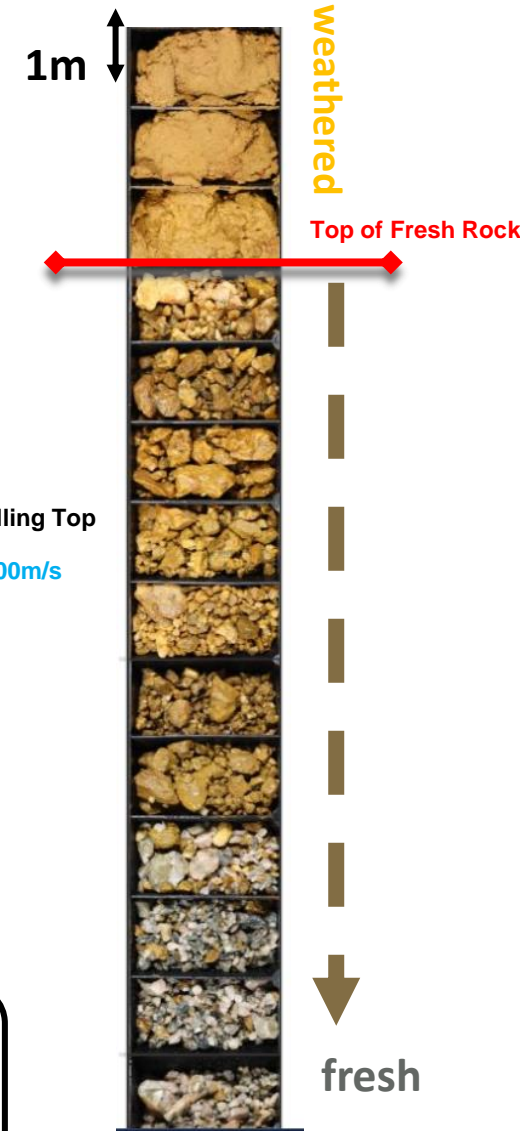 1m
weathered
Top of Fresh Rock
lling Top
00m/s
fresh